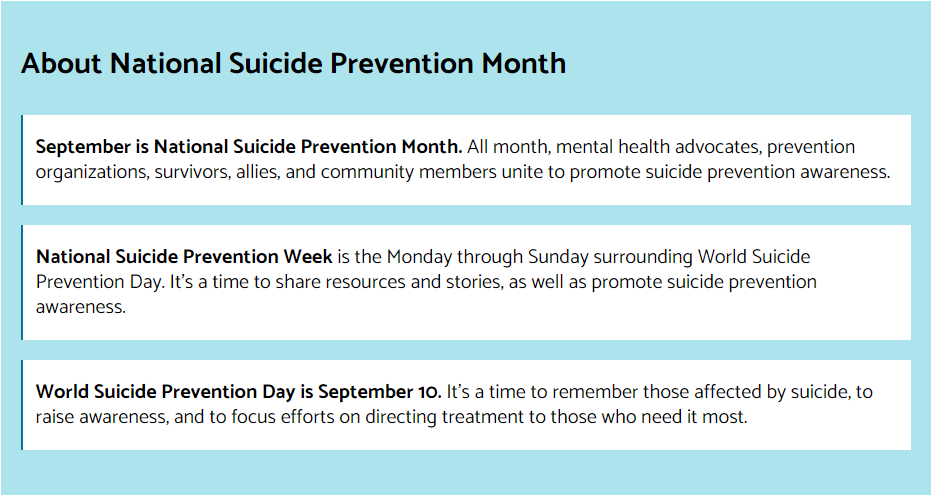 About National Suicide Prevention Month
September is National Suicide Prevention Month. All month, mental health advocates, prevention
organizations, survivors, allies, and community members unite to promote suicide prevention awareness.
National Suicide Prevention Week is the Monday through Sunday surrounding World Suicide
Prevention Day. It’s a time to share resources and stories, as well as promote suicide prevention
awareness.
World Suicide Prevention Day is September 10. It’s a time to remember those affected by suicide, to
raise awareness, and to focus efforts on directing treatment to those who need it most.